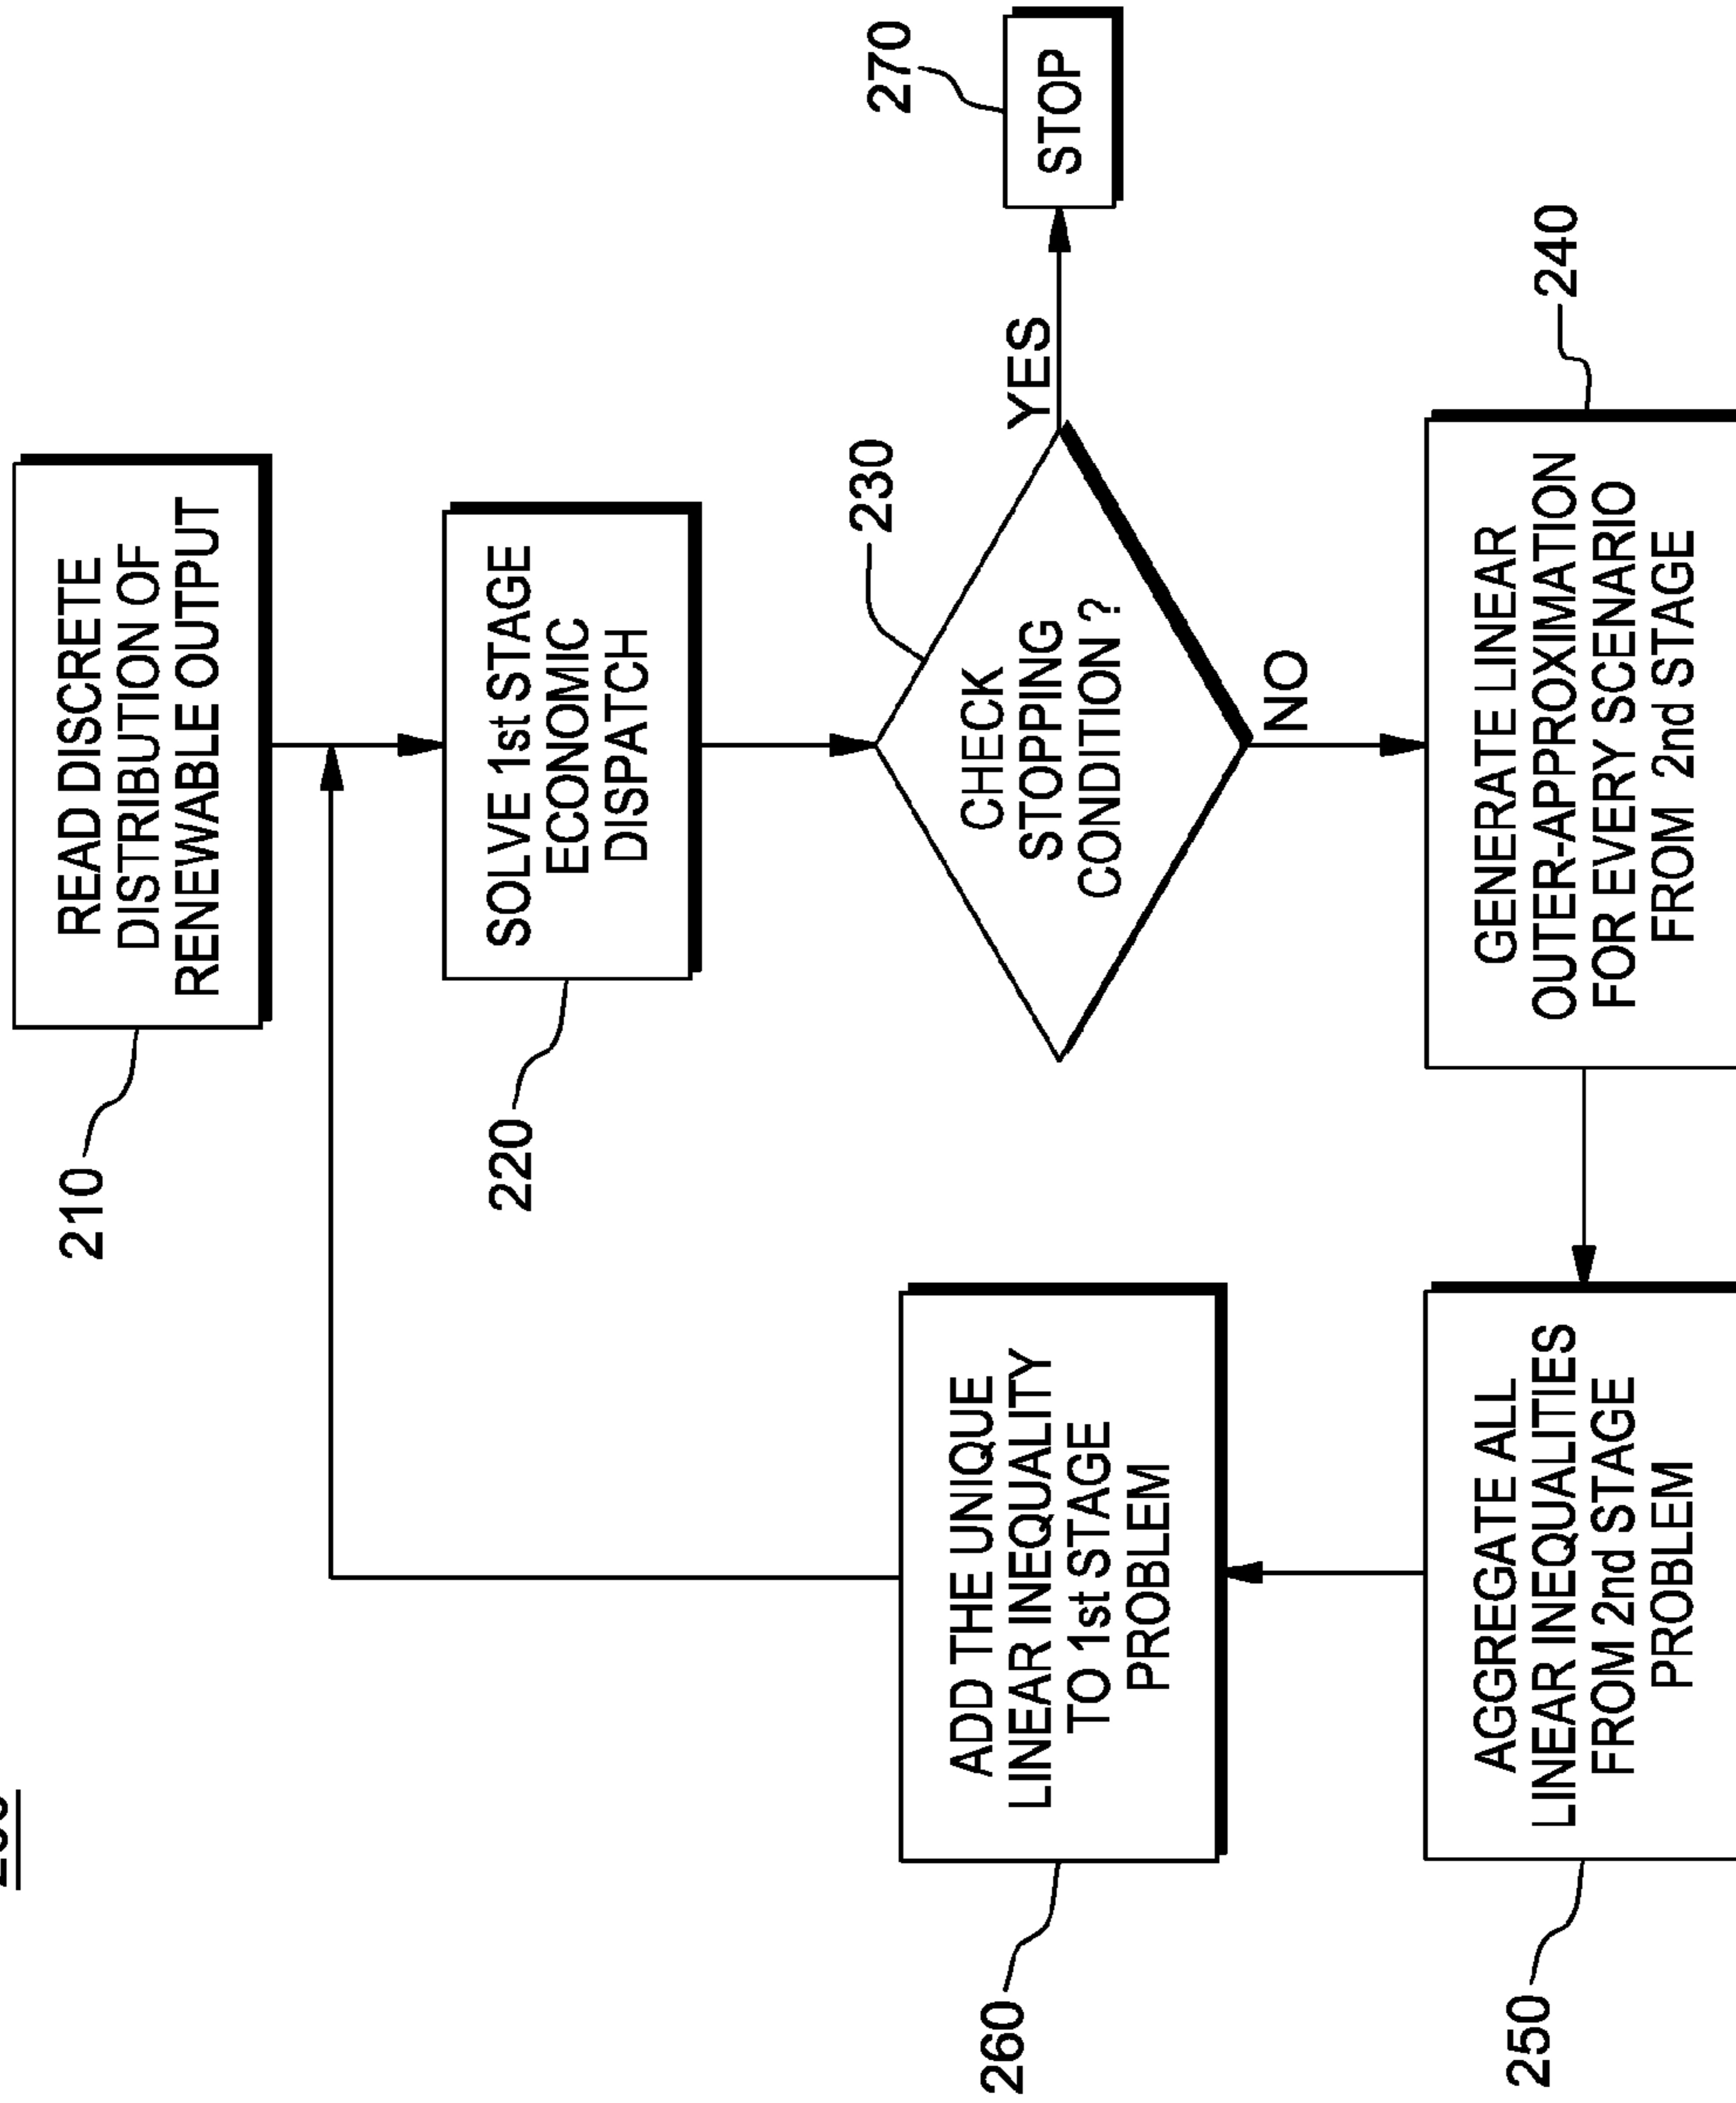 READ DISCRETE
DISTRIBUTION OF
RENEWABLE OUTPUT
210
SOLVE 1st STAGE
ECONOMIC
DISPATCH
220
CHECK
STOPPING
CONDITION ?
230
YES
STOP
270
NO
GENERATE LINEAR
OUTER-APPROXIMATION
FOR EVERY SCENARIO
FROM 2nd STAGE
240
AGGREGATE ALL
LINEAR INEQUALITIES
FROM 2nd STAGE
PROBLEM
250
ADD THE UNIQUE
LINEAR INEQUALITY
TO 1st STAGE
PROBLEM
260